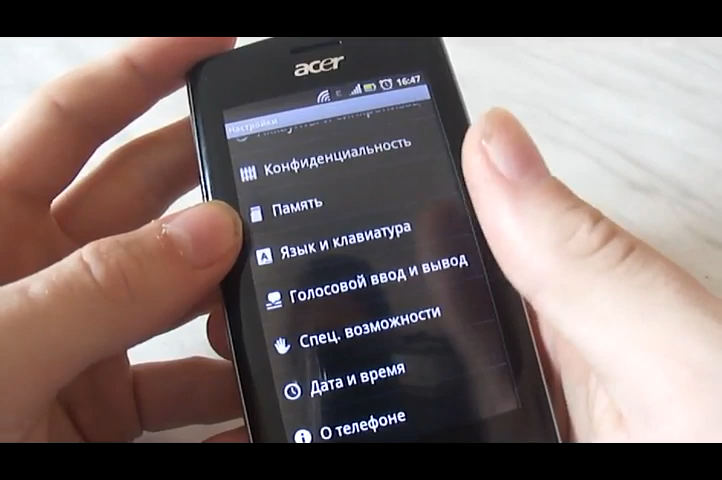 acer
E 16:47
Настройки
Конфиденциальность
Память
A Язык и клавиатура
Голосовой ввод и вывод
Спец. возможности
Дата и время
О телефоне